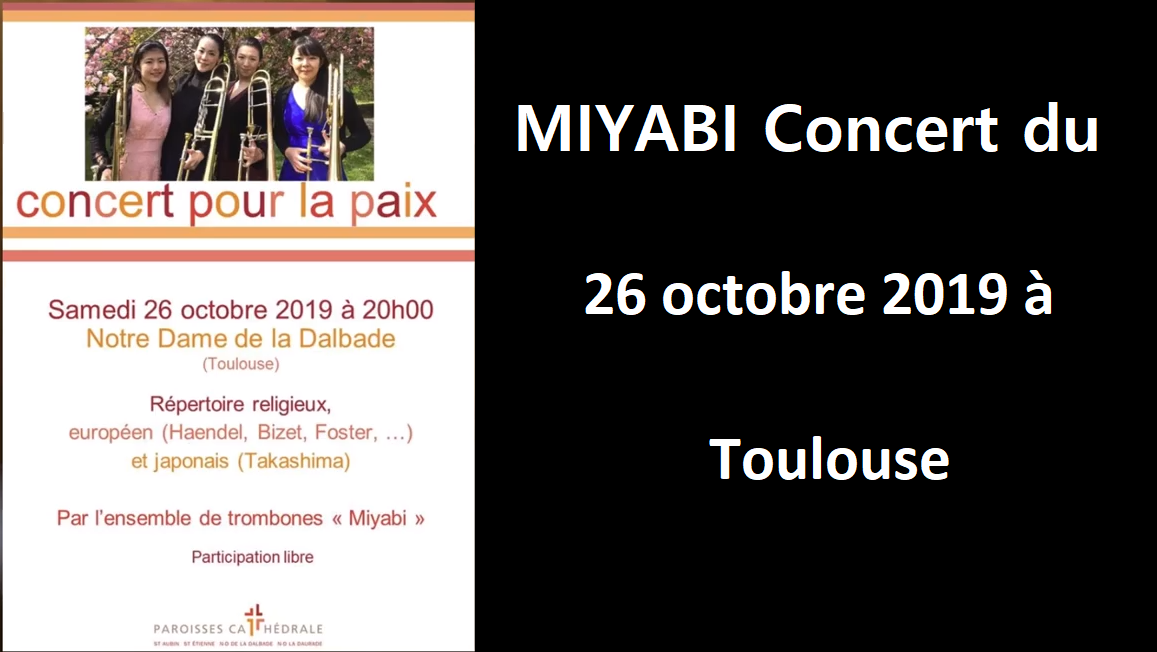 concert pour la paix
Samedi 26 octobre 2019 à 20h00
Notre Dame de la Dalbade
(Toulouse)
Répertoire religieux,
européen (Haendel, Bizet, Foster, …)
et japonais (Takashima)
Par l'ensemble de trombones « Miyabi »
Participation libre
PAROISSES CATHÉDRALE
ST AUBIN ST ÉTIENNE N-D DE LA DALBADE N-D LA DAURADE
MIYABI Concert du
26 octobre 2019 à
Toulouse